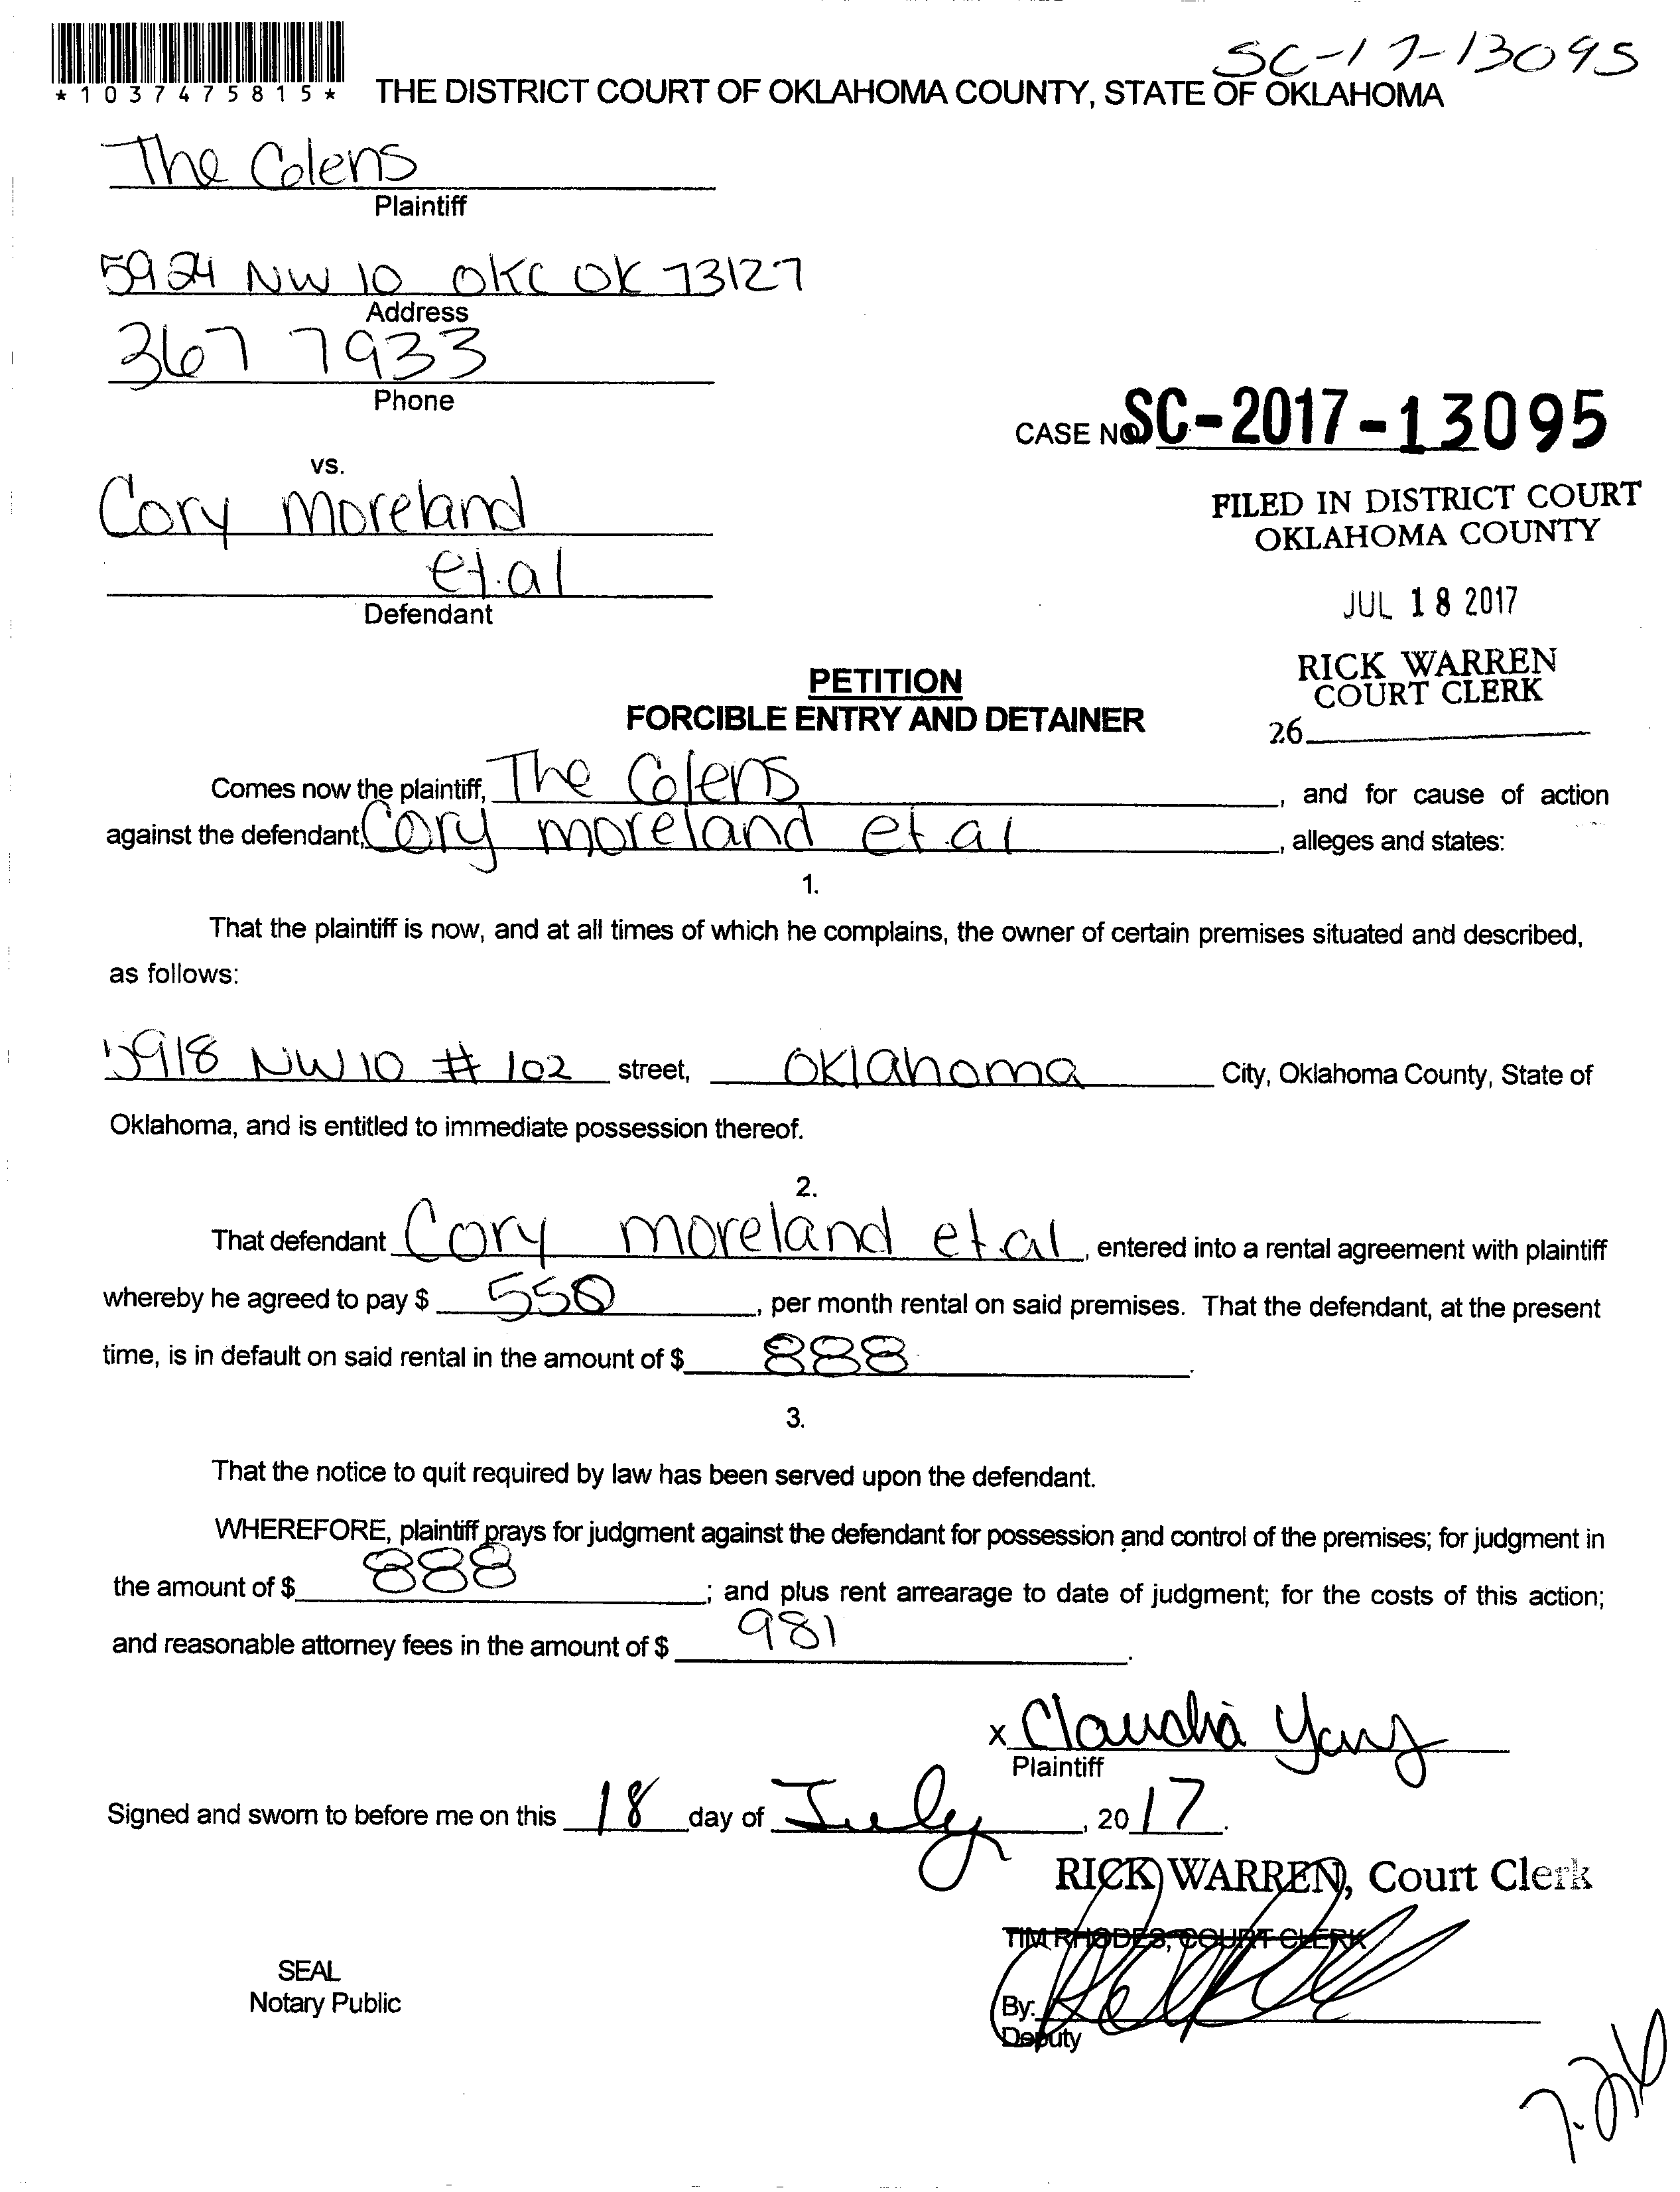 SC-17-13095
*1037475815*
THE DISTRICT COURT OF OKLAHOMA COUNTY, STATE OF OKLAHOMA
The Colens
Plaintiff
5924 NW 10 OKC OK 73127
Address
367 7933
Phone
CASE NO. SC-2017-13095
vs.
Cory Moreland
et.al
Defendant
FILED IN DISTRICT COURT
OKLAHOMA COUNTY
JUL 18 2017
RICK WARREN
COURT CLERK
26
PETITION
FORCIBLE ENTRY AND DETAINER
Comes now the plaintiff, The Colens, and for cause of action
against the defendant, Cory moreland et.al, alleges and states:
1.
That the plaintiff is now, and at all times of which he complains, the owner of certain premises situated and described,
as follows:
5918 NW 10 # 102 street, Oklahoma City, Oklahoma County, State of
Oklahoma, and is entitled to immediate possession thereof.
2.
That defendant Cory moreland et.al, entered into a rental agreement with plaintiff
whereby he agreed to pay $ 550, per month rental on said premises. That the defendant, at the present
time, is in default on said rental in the amount of $ 888.
3.
That the notice to quit required by law has been served upon the defendant.
WHEREFORE, plaintiff prays for judgment against the defendant for possession and control of the premises; for judgment in
the amount of $ 888; and plus rent arrearage to date of judgment; for the costs of this action;
and reasonable attorney fees in the amount of $ 981.
x Claudia Yang
Plaintiff
Signed and sworn to before me on this 18 day of July, 2017.
RICK WARREN, Court Clerk
TIM RHODES, COURT CLERK
SEAL
Notary Public
By:
Deputy
7-26